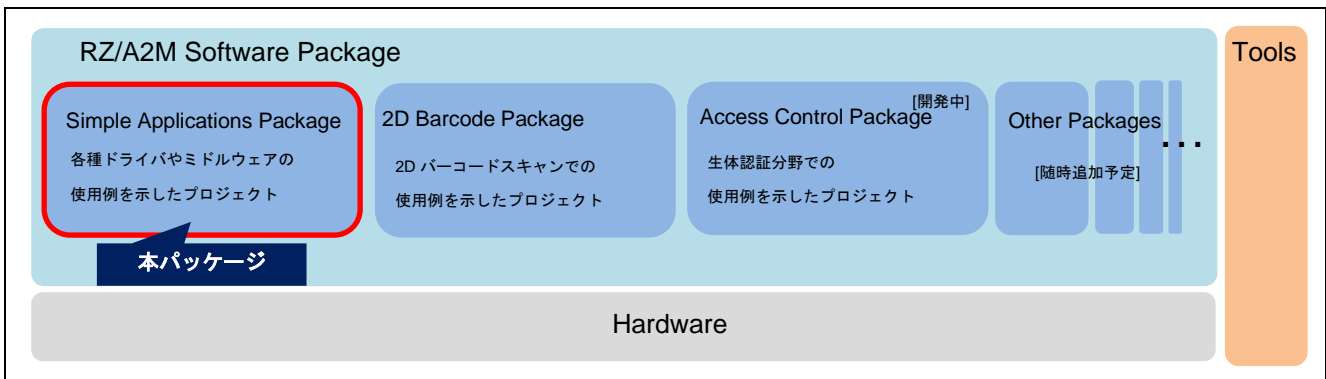 RZ/A2M Software Package
Tools
Simple Applications Package
各種ドライバやミドルウェアの
使用例を示したプロジェクト
2D Barcode Package
2D バーコードスキャンでの
使用例を示したプロジェクト
[開発中]
Access Control Package
生体認証分野での
使用例を示したプロジェクト
Other Packages
...
[随時追加予定]
本パッケージ
Hardware